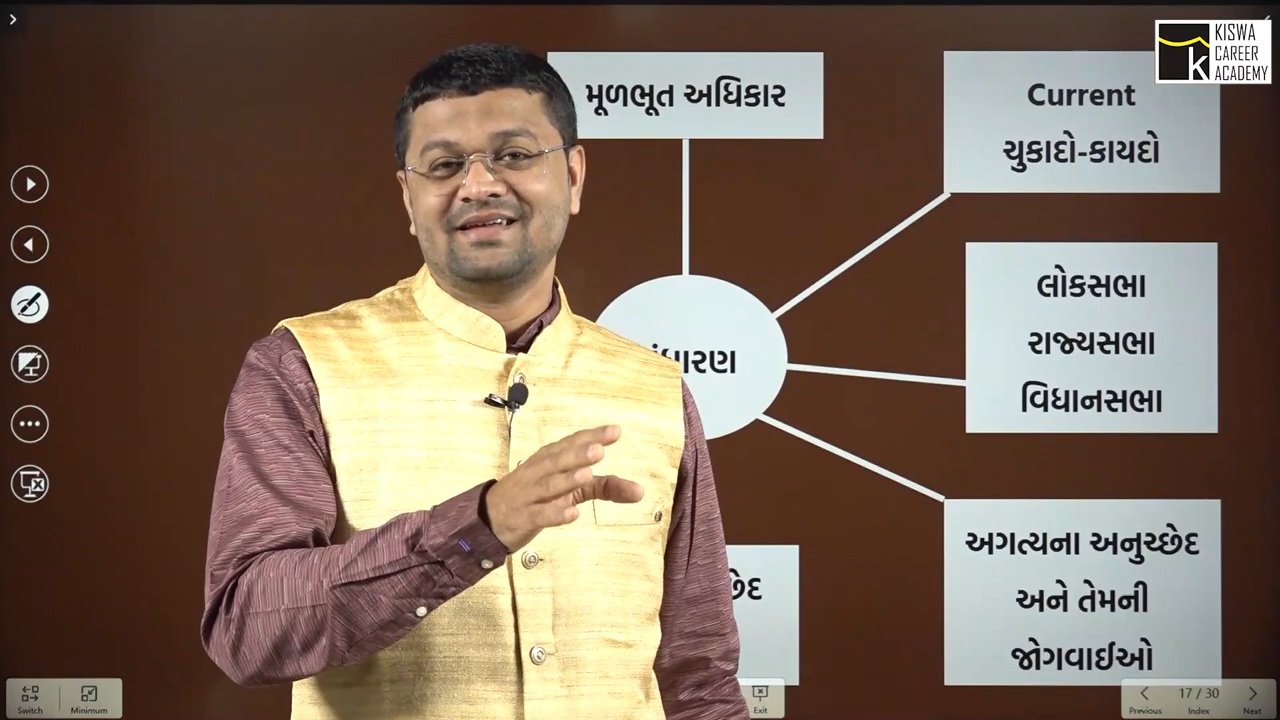 KISWA
CAREER
ACADEMY
મૂળભૂત અધિકાર
Current
ચુકાદો-કાયદો
લોકસભા
રાજ્યસભા
વિધાનસભા
અગત્યના અનુચ્છેદ
અને તેમની
જોગવાઈઓ
Switch
Minimum
Exit
17 / 30
Previous
Index
Next